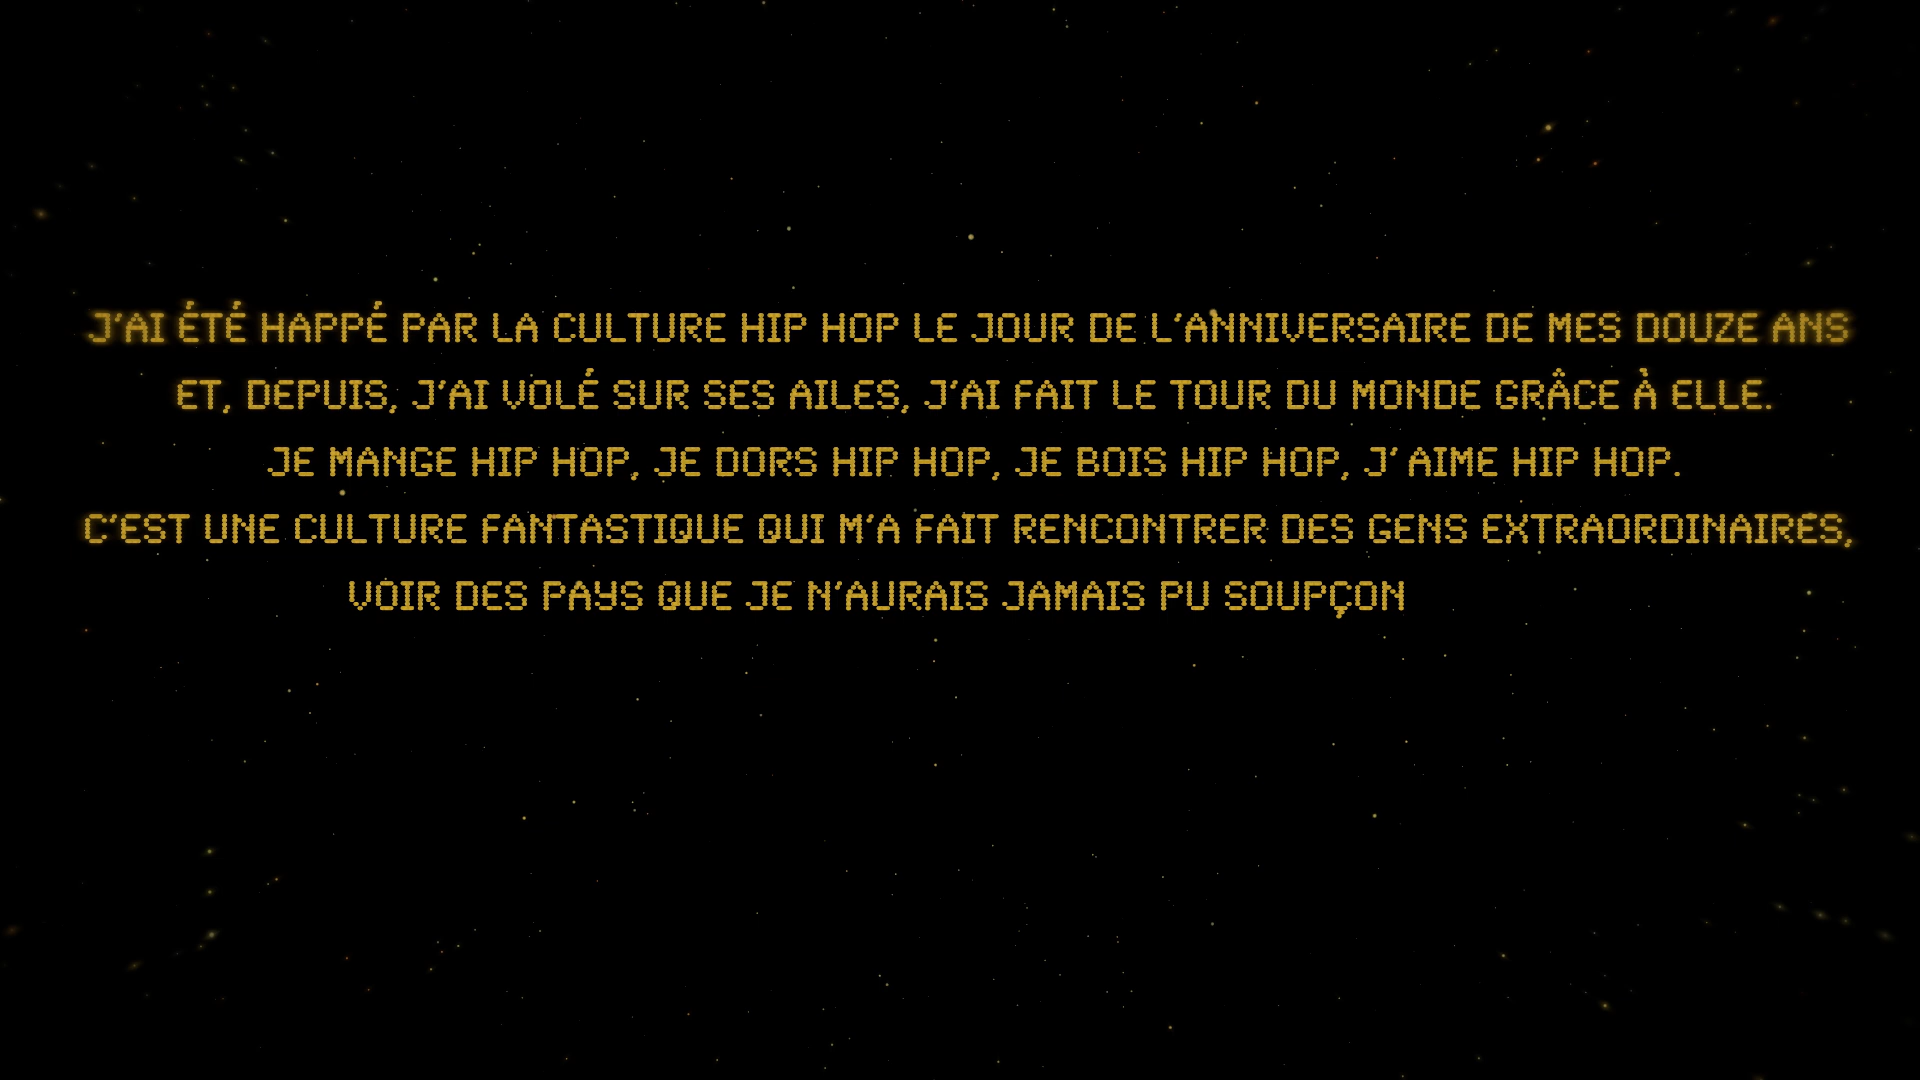 J'AI ÉTÉ HAPPÉ PAR LA CULTURE HIP HOP LE JOUR DE L'ANNIVERSAIRE DE MES DOUZE ANS
ET, DEPUIS, J'AI VOLÉ SUR SES AILES, J'AI FAIT LE TOUR DU MONDE GRÂCE À ELLE.
JE MANGE HIP HOP, JE DORS HIP HOP, JE BOIS HIP HOP, J' AIME HIP HOP.
C'EST UNE CULTURE FANTASTIQUE QUI M'A FAIT RENCONTRER DES GENS EXTRAORDINAIRES,
VOIR DES PAYS QUE JE N'AURAIS JAMAIS PU SOUPÇON